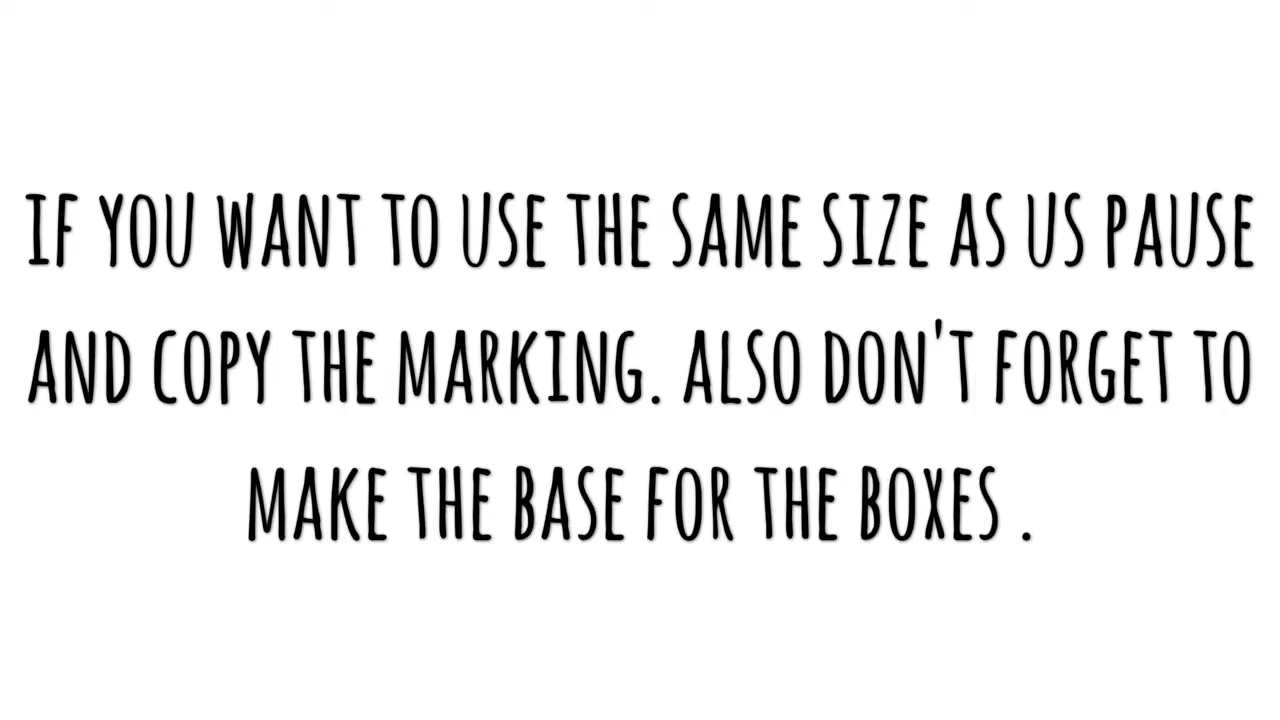 IF YOU WANT TO USE THE SAME SIZE AS US PAUSE
AND COPY THE MARKING. ALSO DON'T FORGET TO
MAKE THE BASE FOR THE BOXES .